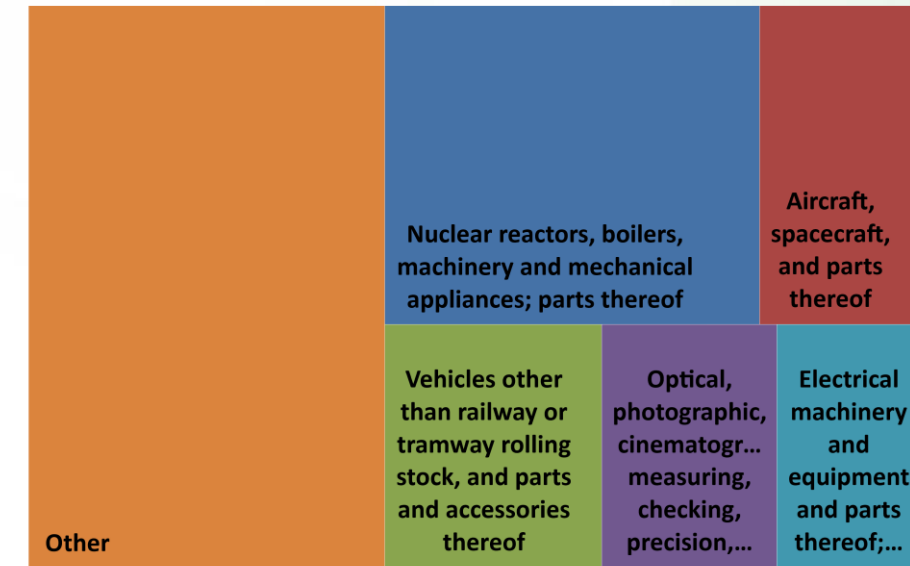 Nuclear reactors, boilers,
machinery and mechanical
appliances; parts thereof
Aircraft,
spacecraft,
and parts
thereof
Vehicles other
than railway or
tramway rolling
stock, and parts
and accessories
thereof
Optical,
photographic,
cinematogr...
measuring,
checking,
precision,...
Electrical
machinery
and
equipment
and parts
thereof;...
Other